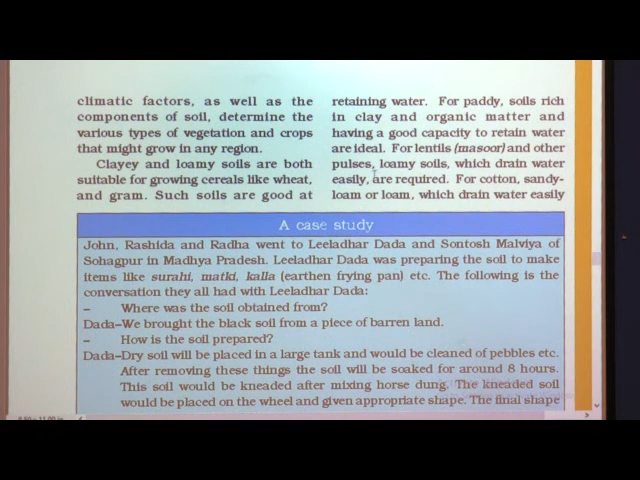 climatic factors, as well as the
components of soil, determine the
various types of vegetation and crops
that might grow in any region.
Clayey and loamy soils are both
suitable for growing cereals like wheat,
and gram. Such soils are good at
retaining water. For paddy, soils rich
in clay and organic matter and
having a good capacity to retain water
are ideal. For lentils (masoor) and other
pulses, loamy soils, which drain water
easily, are required. For cotton, sandy-
loam or loam, which drain water easily
A case study
John, Rashida and Radha went to Leeladhar Dada and Sontosh Malviya of
Sohagpur in Madhya Pradesh. Leeladhar Dada was preparing the soil to make
items like surahi, matki, kalla (earthen frying pan) etc. The following is the
conversation they all had with Leeladhar Dada:
– Where was the soil obtained from?
Dada–We brought the black soil from a piece of barren land.
– How is the soil prepared?
Dada–Dry soil will be placed in a large tank and would be cleaned of pebbles etc.
After removing these things the soil will be soaked for around 8 hours.
This soil would be kneaded after mixing horse dung. The kneaded soil
would be placed on the wheel and given appropriate shape. The final shape